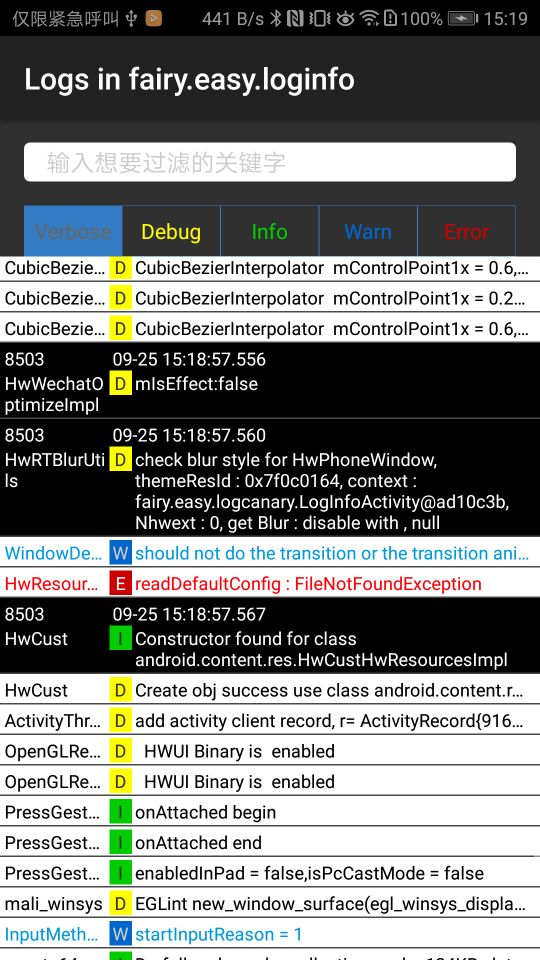 仅限紧急呼叫 441 B/s 100% 15:19
Logs in fairy.easy.loginfo
输入想要过滤的关键字
Verbose Debug Info Warn Error
CubicBezie… D CubicBezierInterpolator mControlPoint1x = 0.6,…
CubicBezie… D CubicBezierInterpolator mControlPoint1x = 0.2…
CubicBezie… D CubicBezierInterpolator mControlPoint1x = 0.6,…
8503 09-25 15:18:57.556
HwWechatO D mIsEffect:false
ptimizeImpl
8503 09-25 15:18:57.560
HwRTBlurUti D check blur style for HwPhoneWindow,
ls themeResId : 0x7f0c0164, context :
fairy.easy.logcanary.LogInfoActivity@ad10c3b,
Nhwext : 0, get Blur : disable with , null
WindowDe… W should not do the transition or the transition ani…
HwResour… E readDefaultConfig : FileNotFoundException
8503 09-25 15:18:57.567
HwCust I Constructor found for class
android.content.res.HwCustHwResourcesImpl
HwCust D Create obj success use class android.content.r…
ActivityThr… D add activity client record, r= ActivityRecord{916…
OpenGLRe… D HWUI Binary is enabled
OpenGLRe… D HWUI Binary is enabled
PressGest… I onAttached begin
PressGest… I onAttached end
PressGest… I enabledInPad = false,isPcCastMode = false
mali_winsys D EGLint new_window_surface(egl_winsys_displa…
InputMeth… W startInputReason = 1